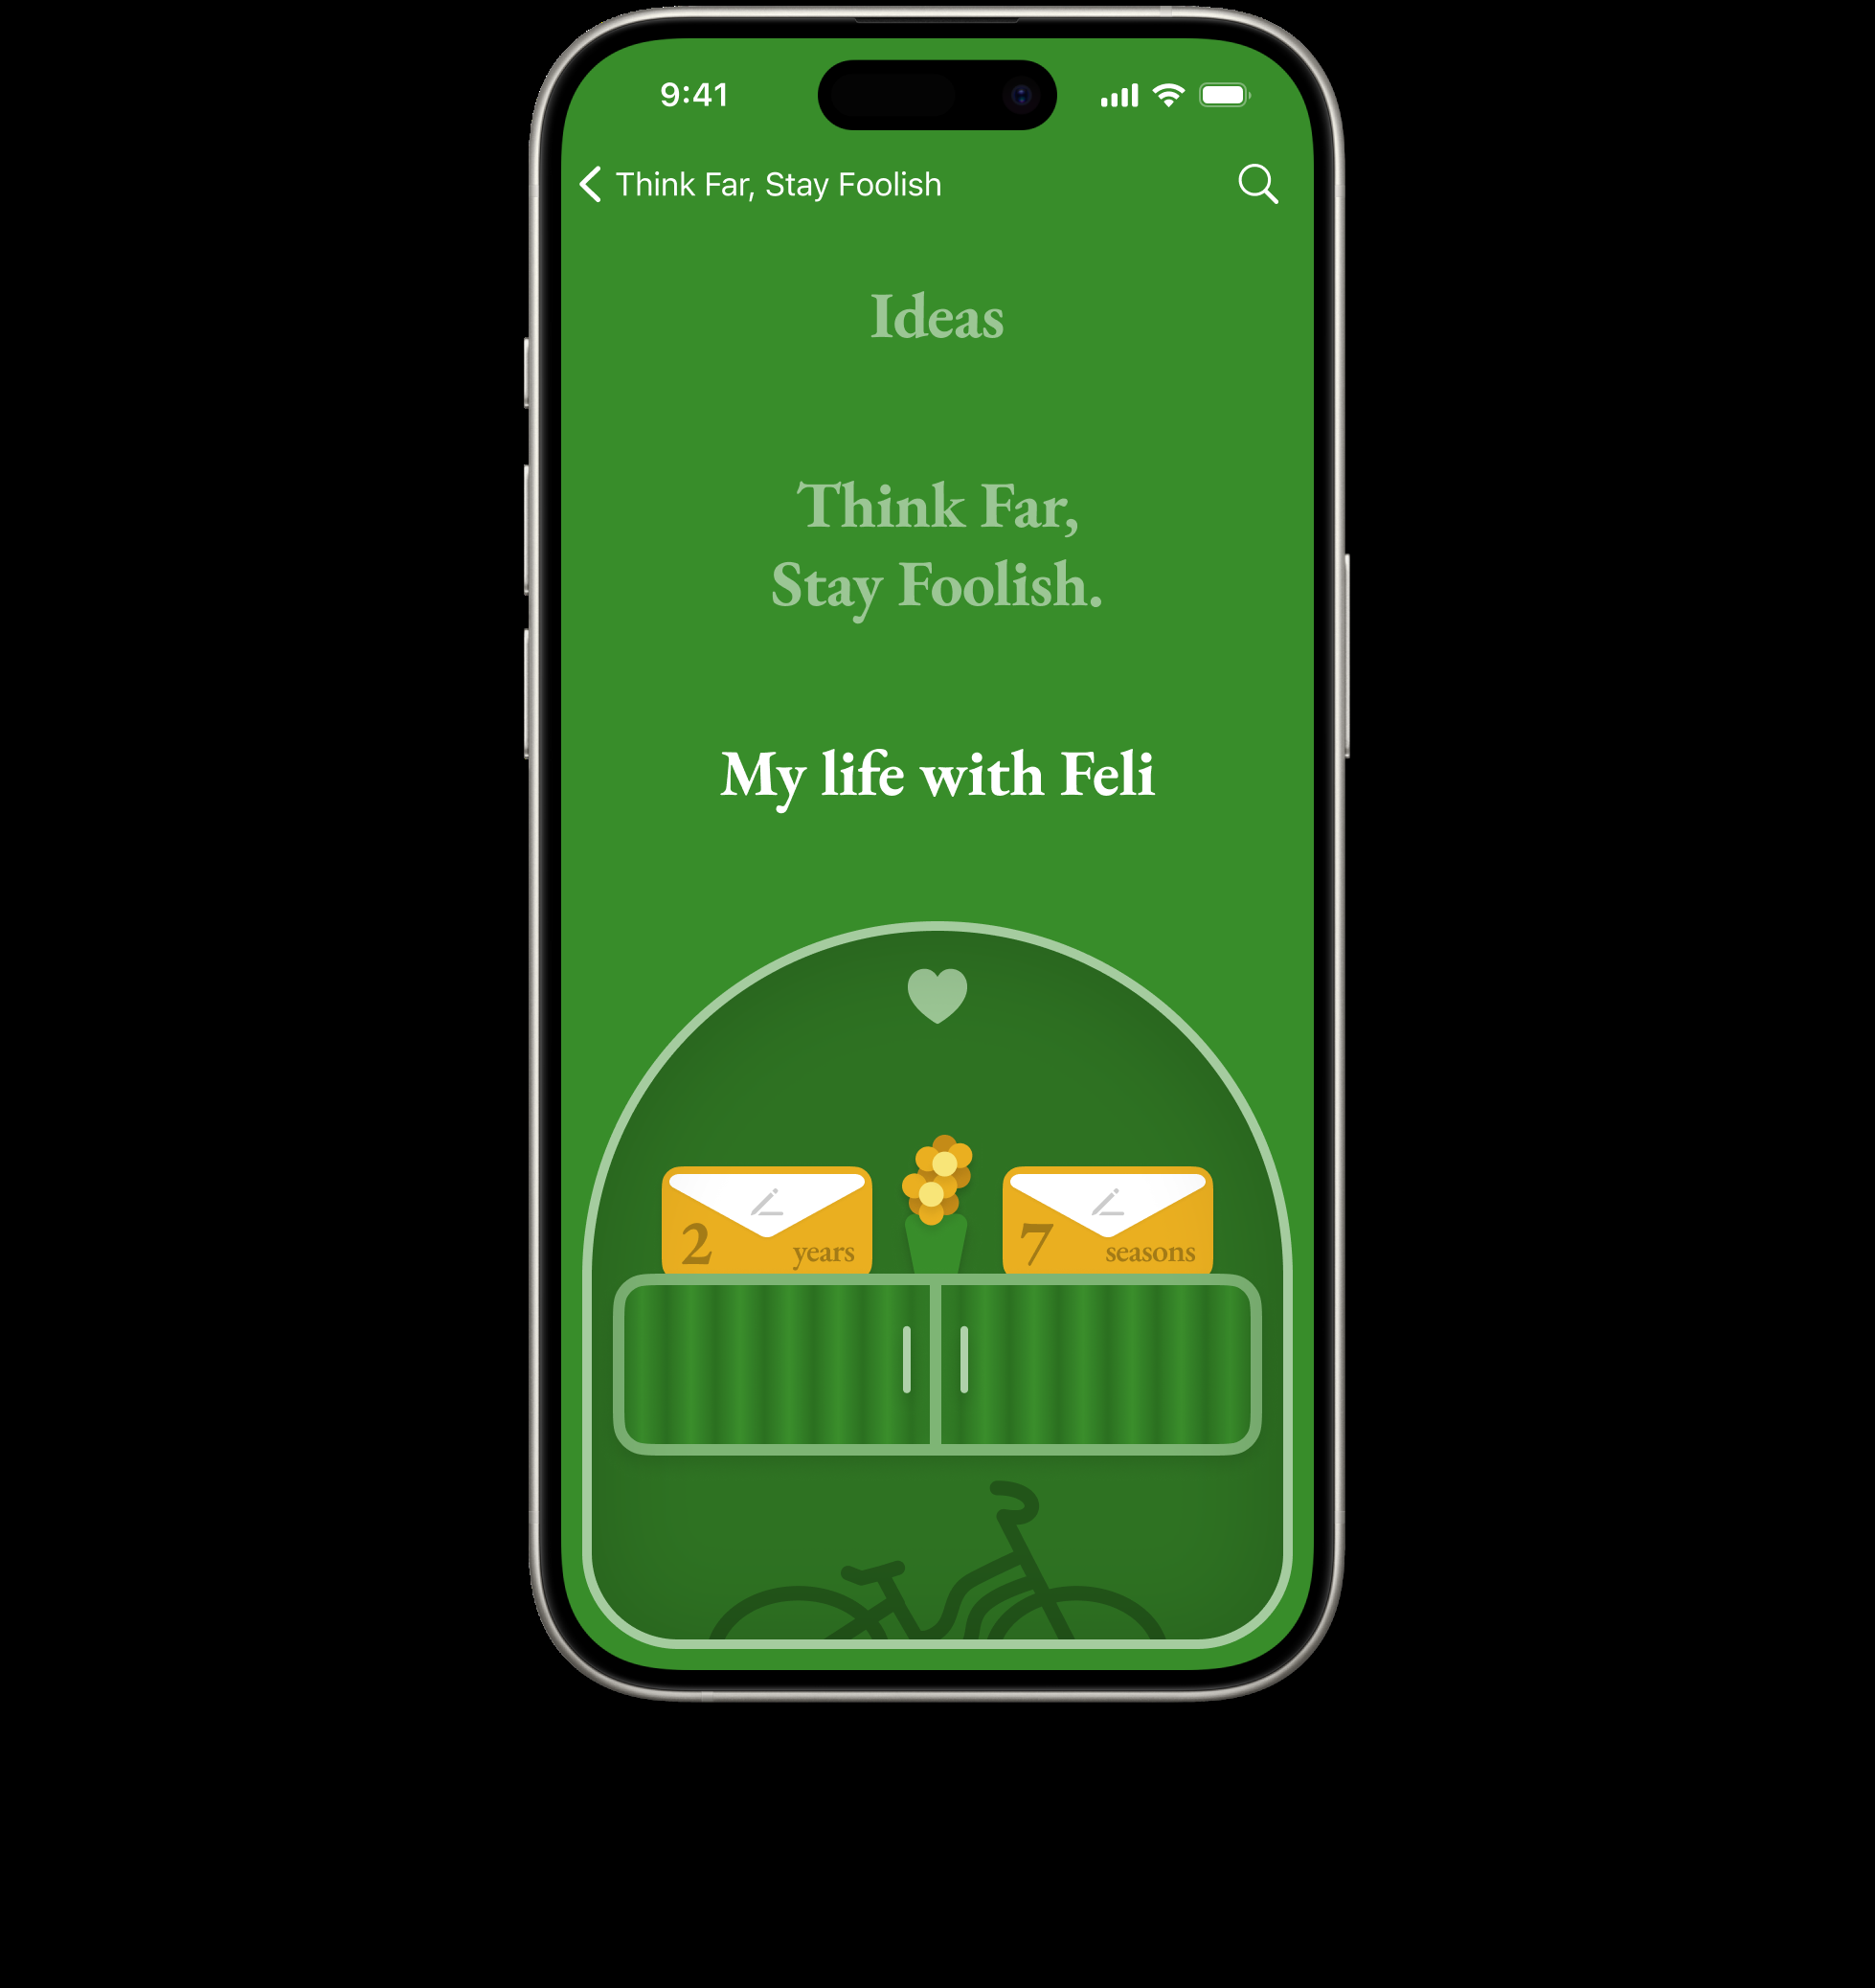 9:41
Think Far, Stay Foolish
Ideas
Think Far,
Stay Foolish.
My life with Feli
2 years
7 seasons